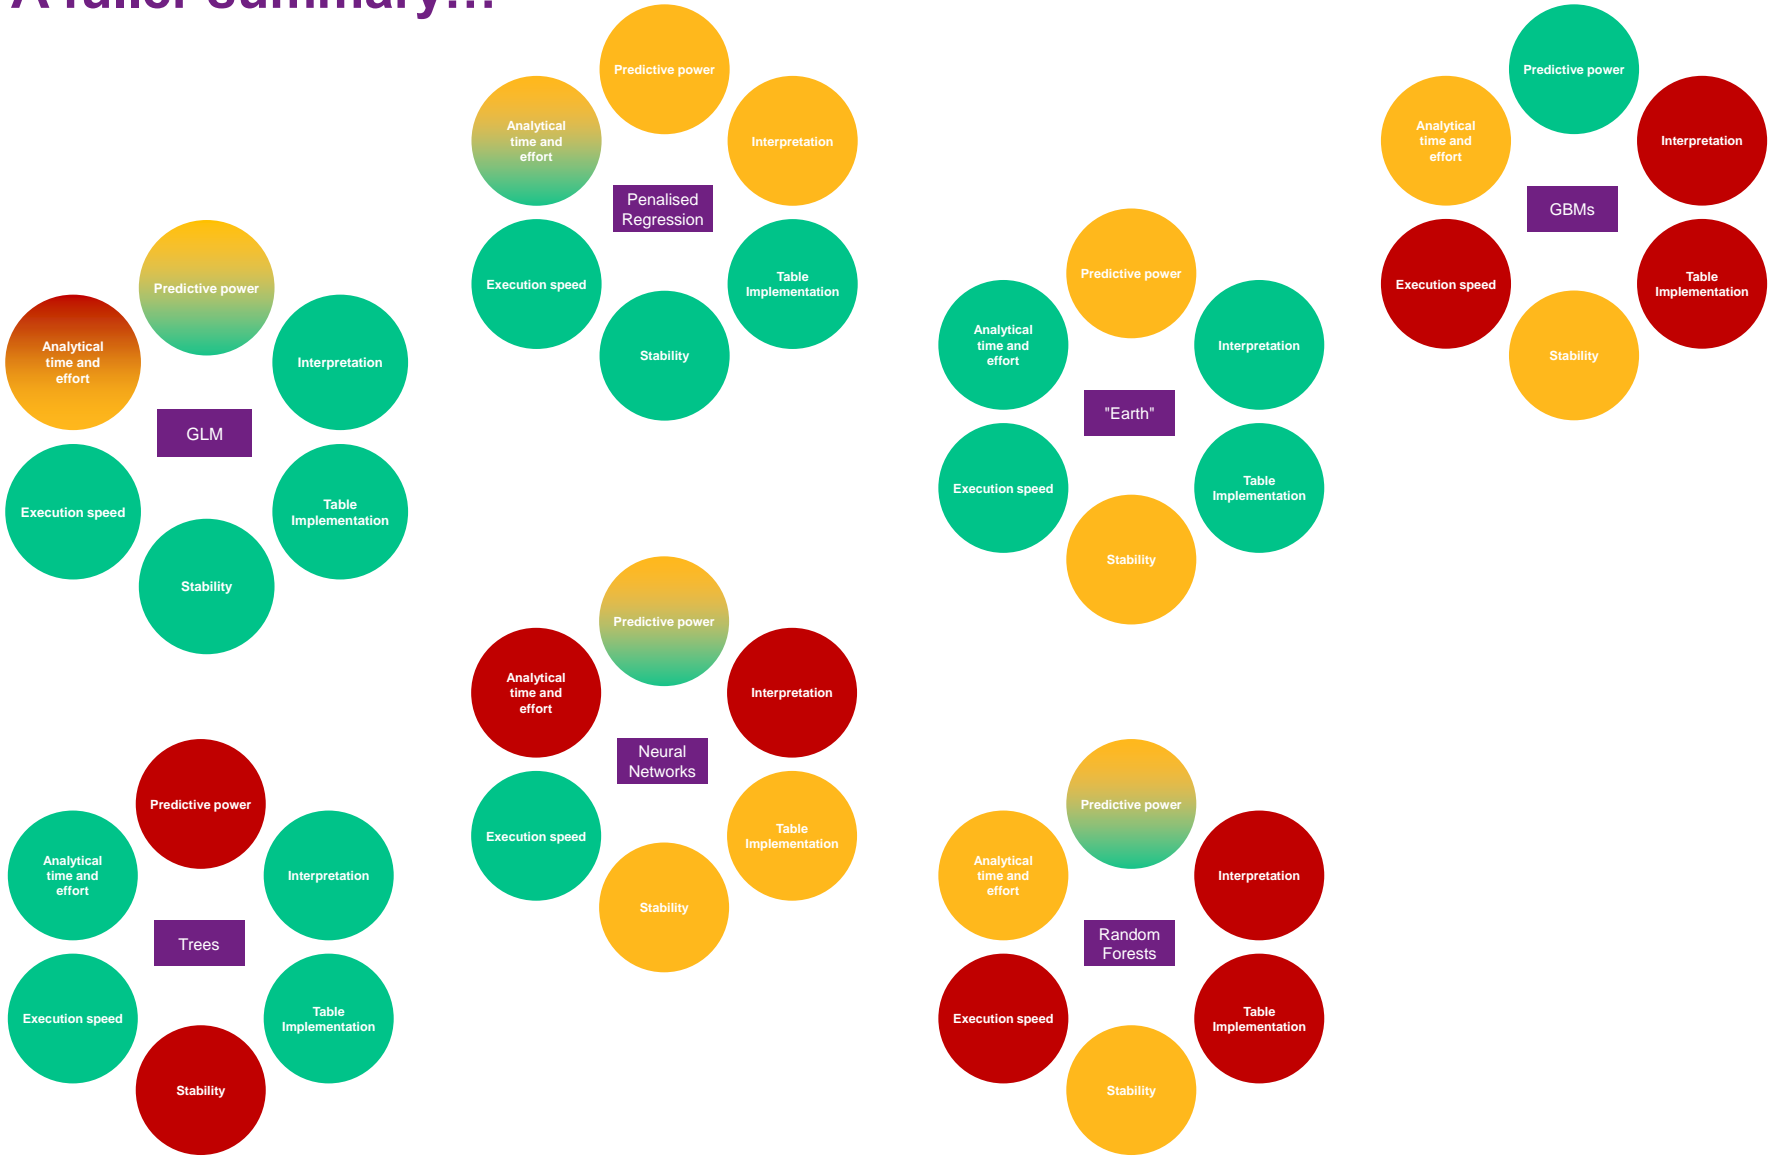 A fuller summary...
Predictive power
Analytical
time and
effort
Interpretation
Penalised
Regression
Execution speed
Table
Implementation
Stability
Predictive power
Analytical
time and
effort
Interpretation
GBMs
Execution speed
Table
Implementation
Stability
Predictive power
Analytical
time and
effort
Interpretation
GLM
Execution speed
Table
Implementation
Stability
Predictive power
Analytical
time and
effort
Interpretation
"Earth"
Execution speed
Table
Implementation
Stability
Predictive power
Analytical
time and
effort
Interpretation
Neural
Networks
Execution speed
Table
Implementation
Stability
Predictive power
Analytical
time and
effort
Interpretation
Trees
Execution speed
Table
Implementation
Stability
Predictive power
Analytical
time and
effort
Interpretation
Random
Forests
Execution speed
Table
Implementation
Stability